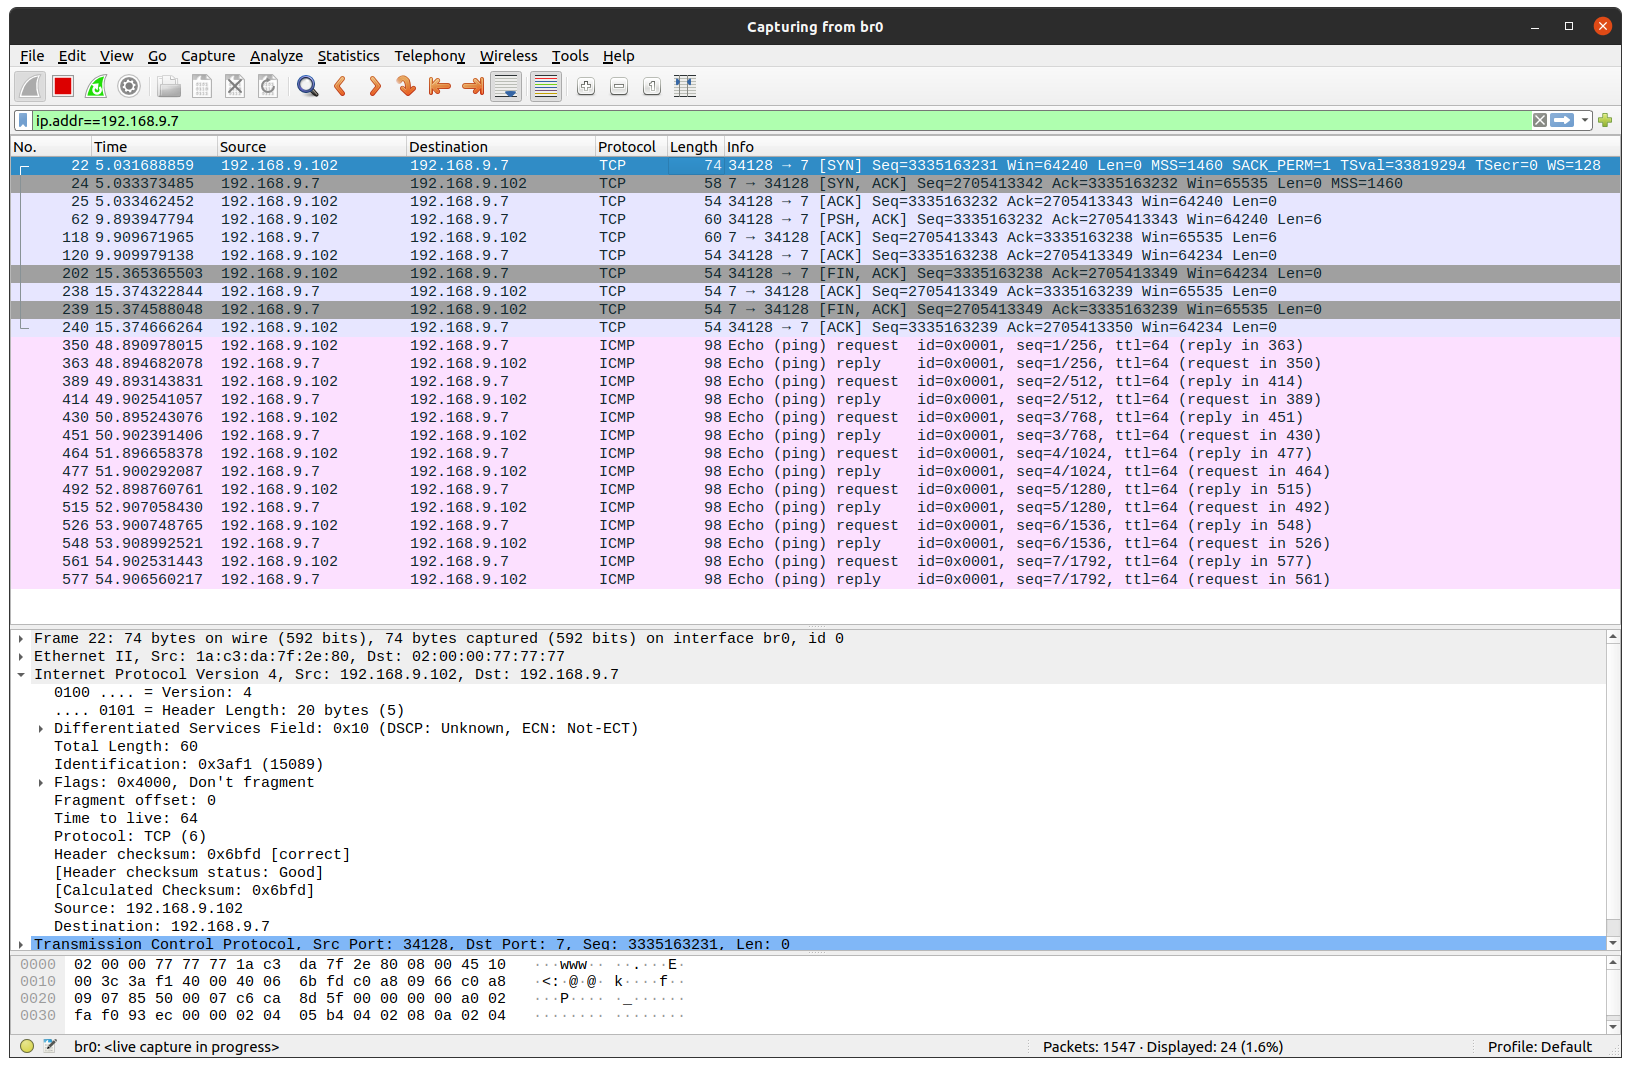 Capturing from br0
File Edit View Go Capture Analyze Statistics Telephony Wireless Tools Help
ip.addr==192.168.9.7
No. Time Source Destination Protocol Length Info
22 5.031688859 192.168.9.102 192.168.9.7 TCP 74 34128 → 7 [SYN] Seq=3335163231 Win=64240 Len=0 MSS=1460 SACK_PERM=1 TSval=33819294 TSecr=0 WS=128
24 5.033373485 192.168.9.7 192.168.9.102 TCP 58 7 → 34128 [SYN, ACK] Seq=2705413342 Ack=3335163232 Win=65535 Len=0 MSS=1460
25 5.033462452 192.168.9.102 192.168.9.7 TCP 54 34128 → 7 [ACK] Seq=3335163232 Ack=2705413343 Win=64240 Len=0
62 9.893947794 192.168.9.102 192.168.9.7 TCP 60 34128 → 7 [PSH, ACK] Seq=3335163232 Ack=2705413343 Win=64240 Len=6
118 9.909671965 192.168.9.7 192.168.9.102 TCP 60 7 → 34128 [ACK] Seq=2705413343 Ack=3335163238 Win=65535 Len=6
120 9.909979138 192.168.9.102 192.168.9.7 TCP 54 34128 → 7 [ACK] Seq=3335163238 Ack=2705413349 Win=64234 Len=0
202 15.365365503 192.168.9.102 192.168.9.7 TCP 54 34128 → 7 [FIN, ACK] Seq=3335163238 Ack=2705413349 Win=64234 Len=0
238 15.374322844 192.168.9.7 192.168.9.102 TCP 54 7 → 34128 [ACK] Seq=2705413349 Ack=3335163239 Win=65535 Len=0
239 15.374588048 192.168.9.7 192.168.9.102 TCP 54 7 → 34128 [FIN, ACK] Seq=2705413349 Ack=3335163239 Win=65535 Len=0
240 15.374666264 192.168.9.102 192.168.9.7 TCP 54 34128 → 7 [ACK] Seq=3335163239 Ack=2705413350 Win=64234 Len=0
350 48.890978015 192.168.9.102 192.168.9.7 ICMP 98 Echo (ping) request id=0x0001, seq=1/256, ttl=64 (reply in 363)
363 48.894682078 192.168.9.7 192.168.9.102 ICMP 98 Echo (ping) reply id=0x0001, seq=1/256, ttl=64 (request in 350)
389 49.893143831 192.168.9.102 192.168.9.7 ICMP 98 Echo (ping) request id=0x0001, seq=2/512, ttl=64 (reply in 414)
414 49.902541057 192.168.9.7 192.168.9.102 ICMP 98 Echo (ping) reply id=0x0001, seq=2/512, ttl=64 (request in 389)
430 50.895243076 192.168.9.102 192.168.9.7 ICMP 98 Echo (ping) request id=0x0001, seq=3/768, ttl=64 (reply in 451)
451 50.902391406 192.168.9.7 192.168.9.102 ICMP 98 Echo (ping) reply id=0x0001, seq=3/768, ttl=64 (request in 430)
464 51.896658378 192.168.9.102 192.168.9.7 ICMP 98 Echo (ping) request id=0x0001, seq=4/1024, ttl=64 (reply in 477)
477 51.900292087 192.168.9.7 192.168.9.102 ICMP 98 Echo (ping) reply id=0x0001, seq=4/1024, ttl=64 (request in 464)
492 52.898760761 192.168.9.102 192.168.9.7 ICMP 98 Echo (ping) request id=0x0001, seq=5/1280, ttl=64 (reply in 515)
515 52.907058430 192.168.9.7 192.168.9.102 ICMP 98 Echo (ping) reply id=0x0001, seq=5/1280, ttl=64 (request in 492)
526 53.900748765 192.168.9.102 192.168.9.7 ICMP 98 Echo (ping) request id=0x0001, seq=6/1536, ttl=64 (reply in 548)
548 53.908992521 192.168.9.7 192.168.9.102 ICMP 98 Echo (ping) reply id=0x0001, seq=6/1536, ttl=64 (request in 526)
561 54.902531443 192.168.9.102 192.168.9.7 ICMP 98 Echo (ping) request id=0x0001, seq=7/1792, ttl=64 (reply in 577)
577 54.906560217 192.168.9.7 192.168.9.102 ICMP 98 Echo (ping) reply id=0x0001, seq=7/1792, ttl=64 (request in 561)
Frame 22: 74 bytes on wire (592 bits), 74 bytes captured (592 bits) on interface br0, id 0
Ethernet II, Src: 1a:c3:da:7f:2e:80, Dst: 02:00:00:77:77:77
Internet Protocol Version 4, Src: 192.168.9.102, Dst: 192.168.9.7
0100 .... = Version: 4
.... 0101 = Header Length: 20 bytes (5)
Differentiated Services Field: 0x10 (DSCP: Unknown, ECN: Not-ECT)
Total Length: 60
Identification: 0x3af1 (15089)
Flags: 0x4000, Don't fragment
Fragment offset: 0
Time to live: 64
Protocol: TCP (6)
Header checksum: 0x6bfd [correct]
[Header checksum status: Good]
[Calculated Checksum: 0x6bfd]
Source: 192.168.9.102
Destination: 192.168.9.7
Transmission Control Protocol, Src Port: 34128, Dst Port: 7, Seq: 3335163231, Len: 0
0000 02 00 00 77 77 77 1a c3 da 7f 2e 80 08 00 45 10 ···www·· ··.···E·
0010 00 3c 3a f1 40 00 40 06 6b fd c0 a8 09 66 c0 a8 ·<:·@·@· k····f··
0020 09 07 85 50 00 07 c6 ca 8d 5f 00 00 00 00 a0 02 ···P···· ·_······
0030 fa f0 93 ec 00 00 02 04 05 b4 04 02 08 0a 02 04 ········ ········
br0: <live capture in progress> Packets: 1547 · Displayed: 24 (1.6%) Profile: Default